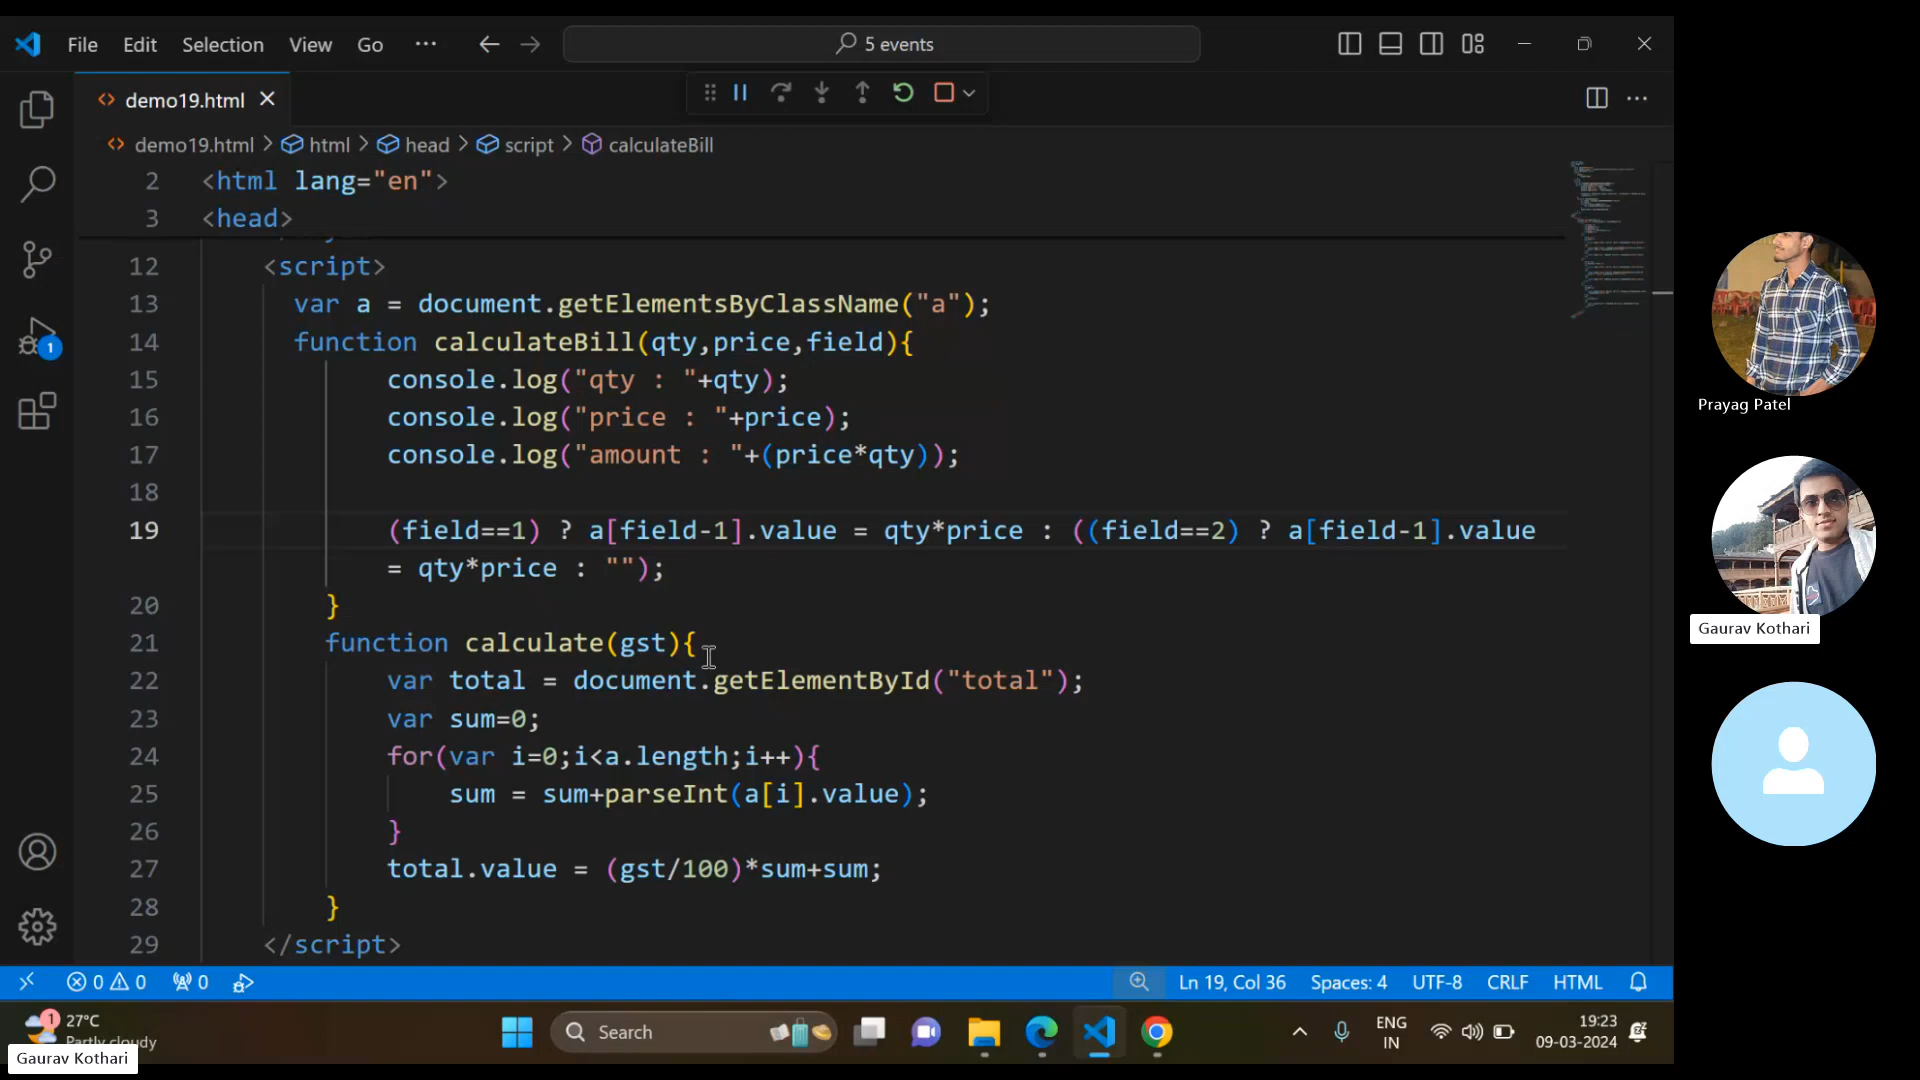 File Edit Selection View Go ··· 5 events
demo19.html
demo19.html > html > head > script > calculateBill
2 <html lang="en">
3 <head>
12 <script>
13 var a = document.getElementsByClassName("a");
14 function calculateBill(qty,price,field){
15 console.log("qty : "+qty);
16 console.log("price : "+price);
17 console.log("amount : "+(price*qty));
18
19 (field==1) ? a[field-1].value = qty*price : ((field==2) ? a[field-1].value
= qty*price : "");
20 }
21 function calculate(gst){
22 var total = document.getElementById("total");
23 var sum=0;
24 for(var i=0;i<a.length;i++){
25 sum = sum+parseInt(a[i].value);
26 }
27 total.value = (gst/100)*sum+sum;
28 }
29 </script>
1
0 0 0 Ln 19, Col 36 Spaces: 4 UTF-8 CRLF HTML
1 27°C
Partly cloudy
Search
ENG
IN
19:23
09-03-2024
Gaurav Kothari
Prayag Patel
Gaurav Kothari